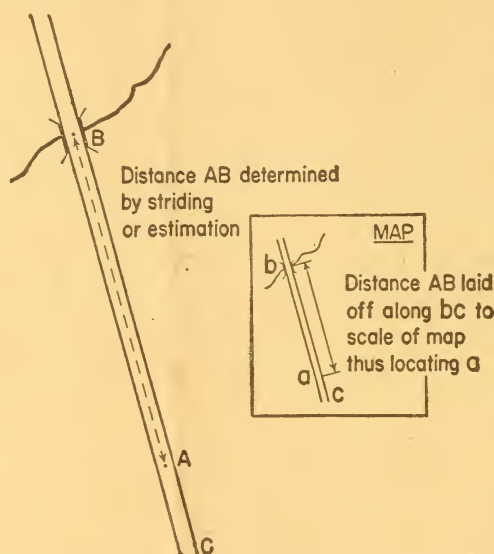 B
Distance AB determined
by striding
or estimation
MAP
b
Distance AB laid
off along bc to
scale of map
thus locating a
a
c
A
C